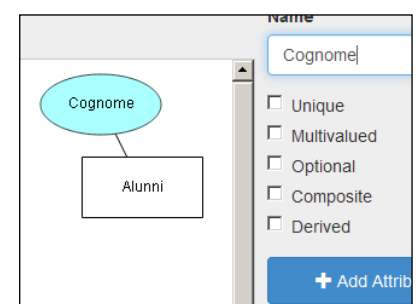 Name
Cognome
Cognome
Unique
Multivalued
Optional
Alunni
Composite
Derived
+ Add Attrib